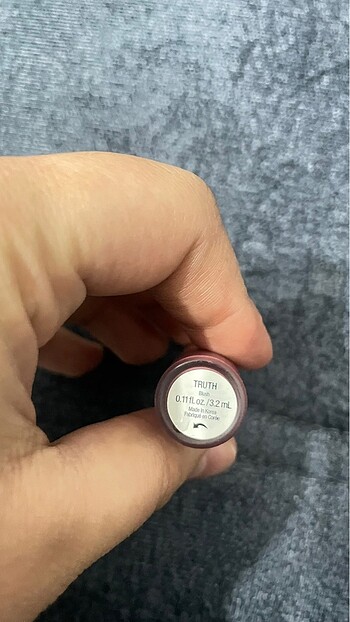 TRUTH
Blush
0.11 fl. oz. / 3.2 mL
Made in Korea
Fabriqué en Corée